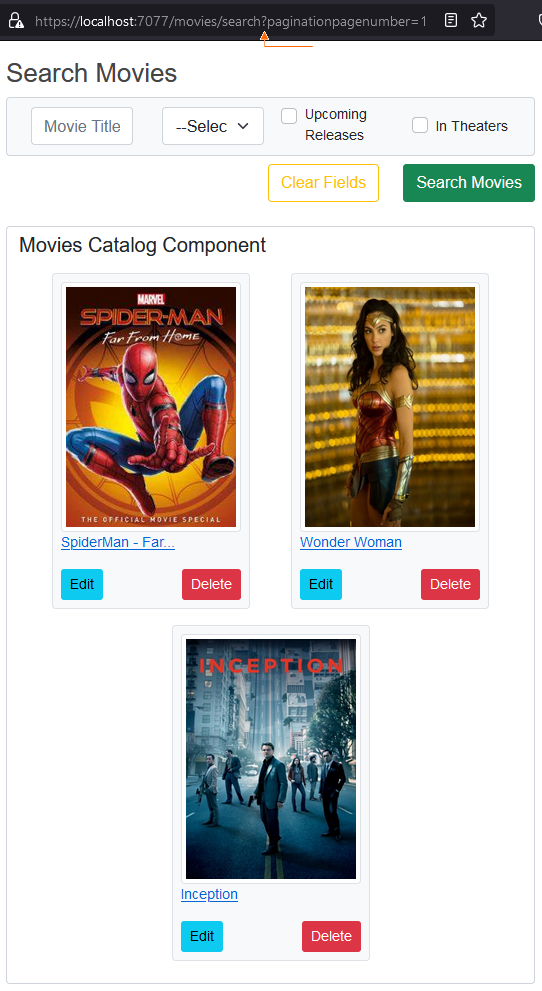 https://localhost:7077/movies/search?paginationpagenumber=1
Search Movies
Movie Title
--Selec
Upcoming
Releases
In Theaters
Clear Fields
Search Movies
Movies Catalog Component
MARVEL
SPIDER-MAN
Far From Home
THE OFFICIAL MOVIE SPECIAL
SpiderMan - Far...
Wonder Woman
Edit
Delete
Edit
Delete
INCEPTION
Inception
Edit
Delete